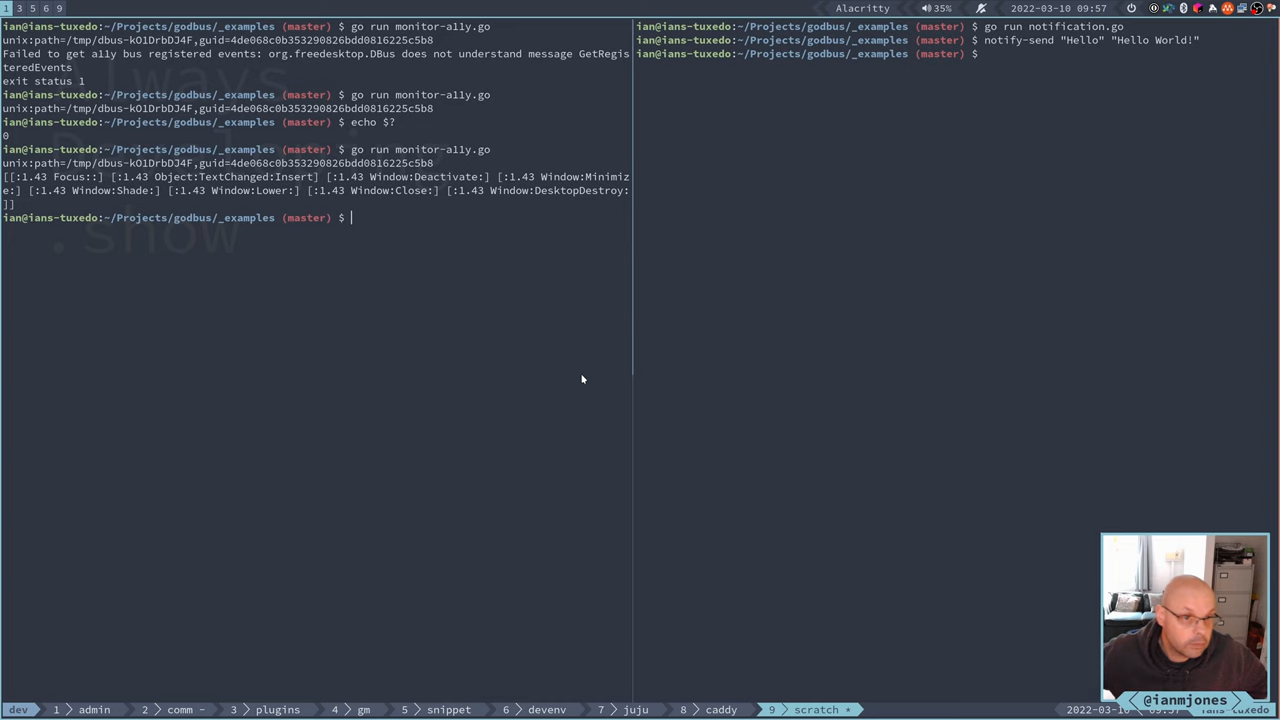 1 3 5 6 9
Alacritty
35%
2022-03-10 09:57
ian@ians-tuxedo:~/Projects/godbus/_examples (master) $ go run monitor-ally.go
unix:path=/tmp/dbus-kO1DrbDJ4F,guid=4de068c0b353290826bdd0816225c5b8
Failed to get ally bus registered events: org.freedesktop.DBus does not understand message GetRegis
teredEvents
exit status 1
ian@ians-tuxedo:~/Projects/godbus/_examples (master) $ go run monitor-ally.go
unix:path=/tmp/dbus-kO1DrbDJ4F,guid=4de068c0b353290826bdd0816225c5b8
ian@ians-tuxedo:~/Projects/godbus/_examples (master) $ echo $?
0
ian@ians-tuxedo:~/Projects/godbus/_examples (master) $ go run monitor-ally.go
unix:path=/tmp/dbus-kO1DrbDJ4F,guid=4de068c0b353290826bdd0816225c5b8
[[:1.43 Focus::] [:1.43 Object:TextChanged:Insert] [:1.43 Window:Deactivate:] [:1.43 Window:Minimiz
e:] [:1.43 Window:Shade:] [:1.43 Window:Lower:] [:1.43 Window:Close:] [:1.43 Window:DesktopDestroy:
]]
ian@ians-tuxedo:~/Projects/godbus/_examples (master) $
.show
ian@ians-tuxedo:~/Projects/godbus/_examples (master) $ go run notification.go
ian@ians-tuxedo:~/Projects/godbus/_examples (master) $ notify-send "Hello" "Hello World!"
ian@ians-tuxedo:~/Projects/godbus/_examples (master) $
@ianmjones
dev 1 admin 2 comm - 3 plugins 4 gm 5 snippet 6 devenv 7 juju 8 caddy 9 scratch *